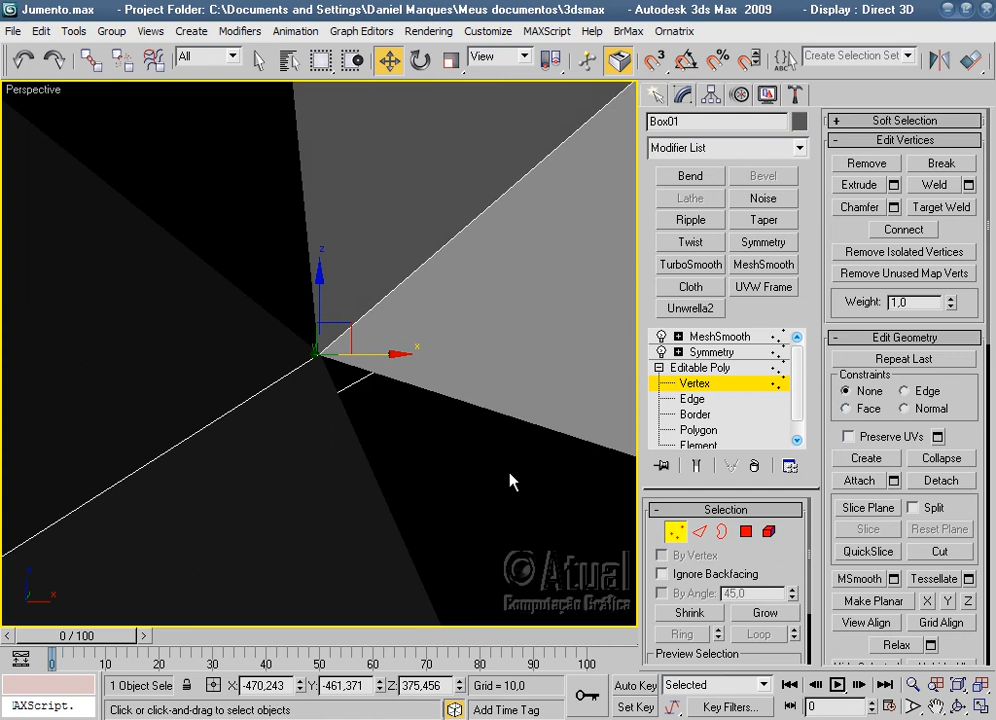 Jumento.max - Project Folder: C:\Documents and Settings\Daniel Marques\Meus documentos\3dsmax - Autodesk 3ds Max 2009 - Display : Direct 3D
File Edit Tools Group Views Create Modifiers Animation Graph Editors Rendering Customize MAXScript Help BrMax Ornatrix
All View Create Selection Set
Perspective
Box01
Modifier List
Bend Bevel
Lathe Noise
Ripple Taper
Twist Symmetry
TurboSmooth MeshSmooth
Cloth UVW Frame
Unwrella2
MeshSmooth
Symmetry
Editable Poly
Vertex
Edge
Border
Polygon
Element
- Selection
By Vertex
Ignore Backfacing
By Angle: 45,0
Shrink Grow
Ring Loop
Preview Selection
+ Soft Selection
- Edit Vertices
Remove Break
Extrude Weld
Chamfer Target Weld
Connect
Remove Isolated Vertices
Remove Unused Map Verts
Weight: 1,0
- Edit Geometry
Repeat Last
Constraints
None Edge
Face Normal
Preserve UVs
Create Collapse
Attach Detach
Slice Plane Split
Slice Reset Plane
QuickSlice Cut
MSmooth Tessellate
Make Planar X Y Z
View Align Grid Align
Relax
x
z
x
© Atual
Computação Gráfica
< 0 / 100 >
0 10 20 30 40 50 60 70 80 90 100
1 Object Sele X: -470,243 Y: -461,371 Z: 375,456 Grid = 10,0 Auto Key Selected
AXScript. Click or click-and-drag to select objects Add Time Tag Set Key Key Filters... 0